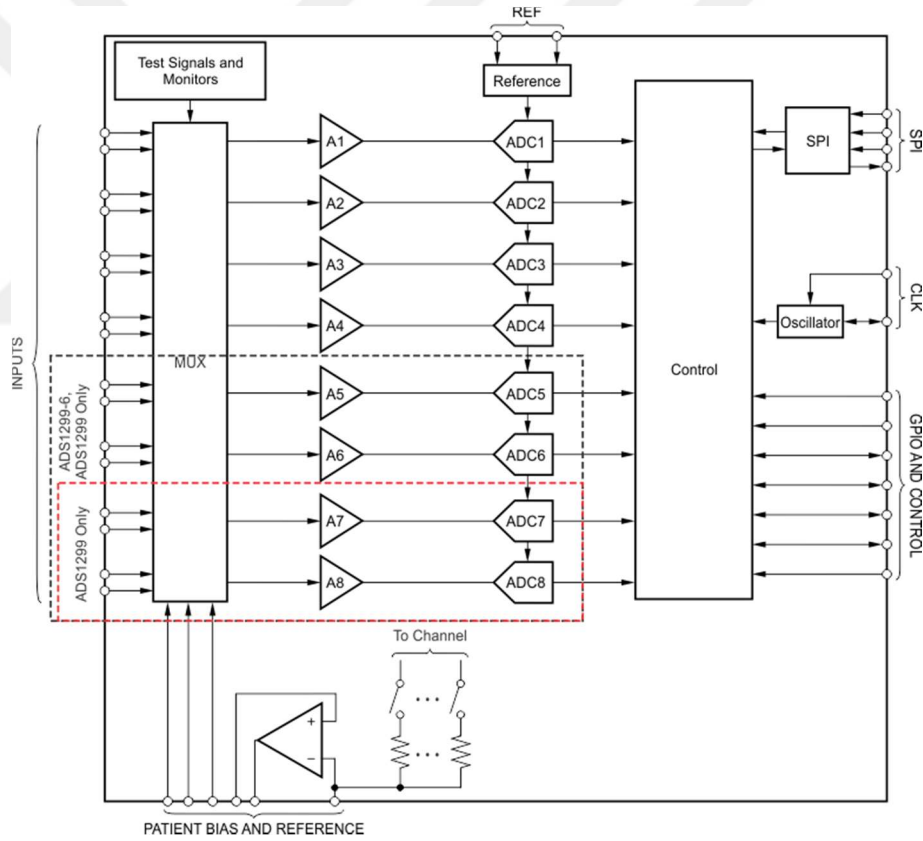 REF
Test Signals and
Monitors
Reference
INPUTS
MUX
A1
ADC1
A2
ADC2
A3
ADC3
A4
ADC4
A5
ADC5
A6
ADC6
A7
ADC7
A8
ADC8
ADS1299-6,
ADS1299 Only
ADS1299 Only
Control
SPI
SPI
Oscillator
CLK
GPIO AND CONTROL
To Channel
+
−
PATIENT BIAS AND REFERENCE